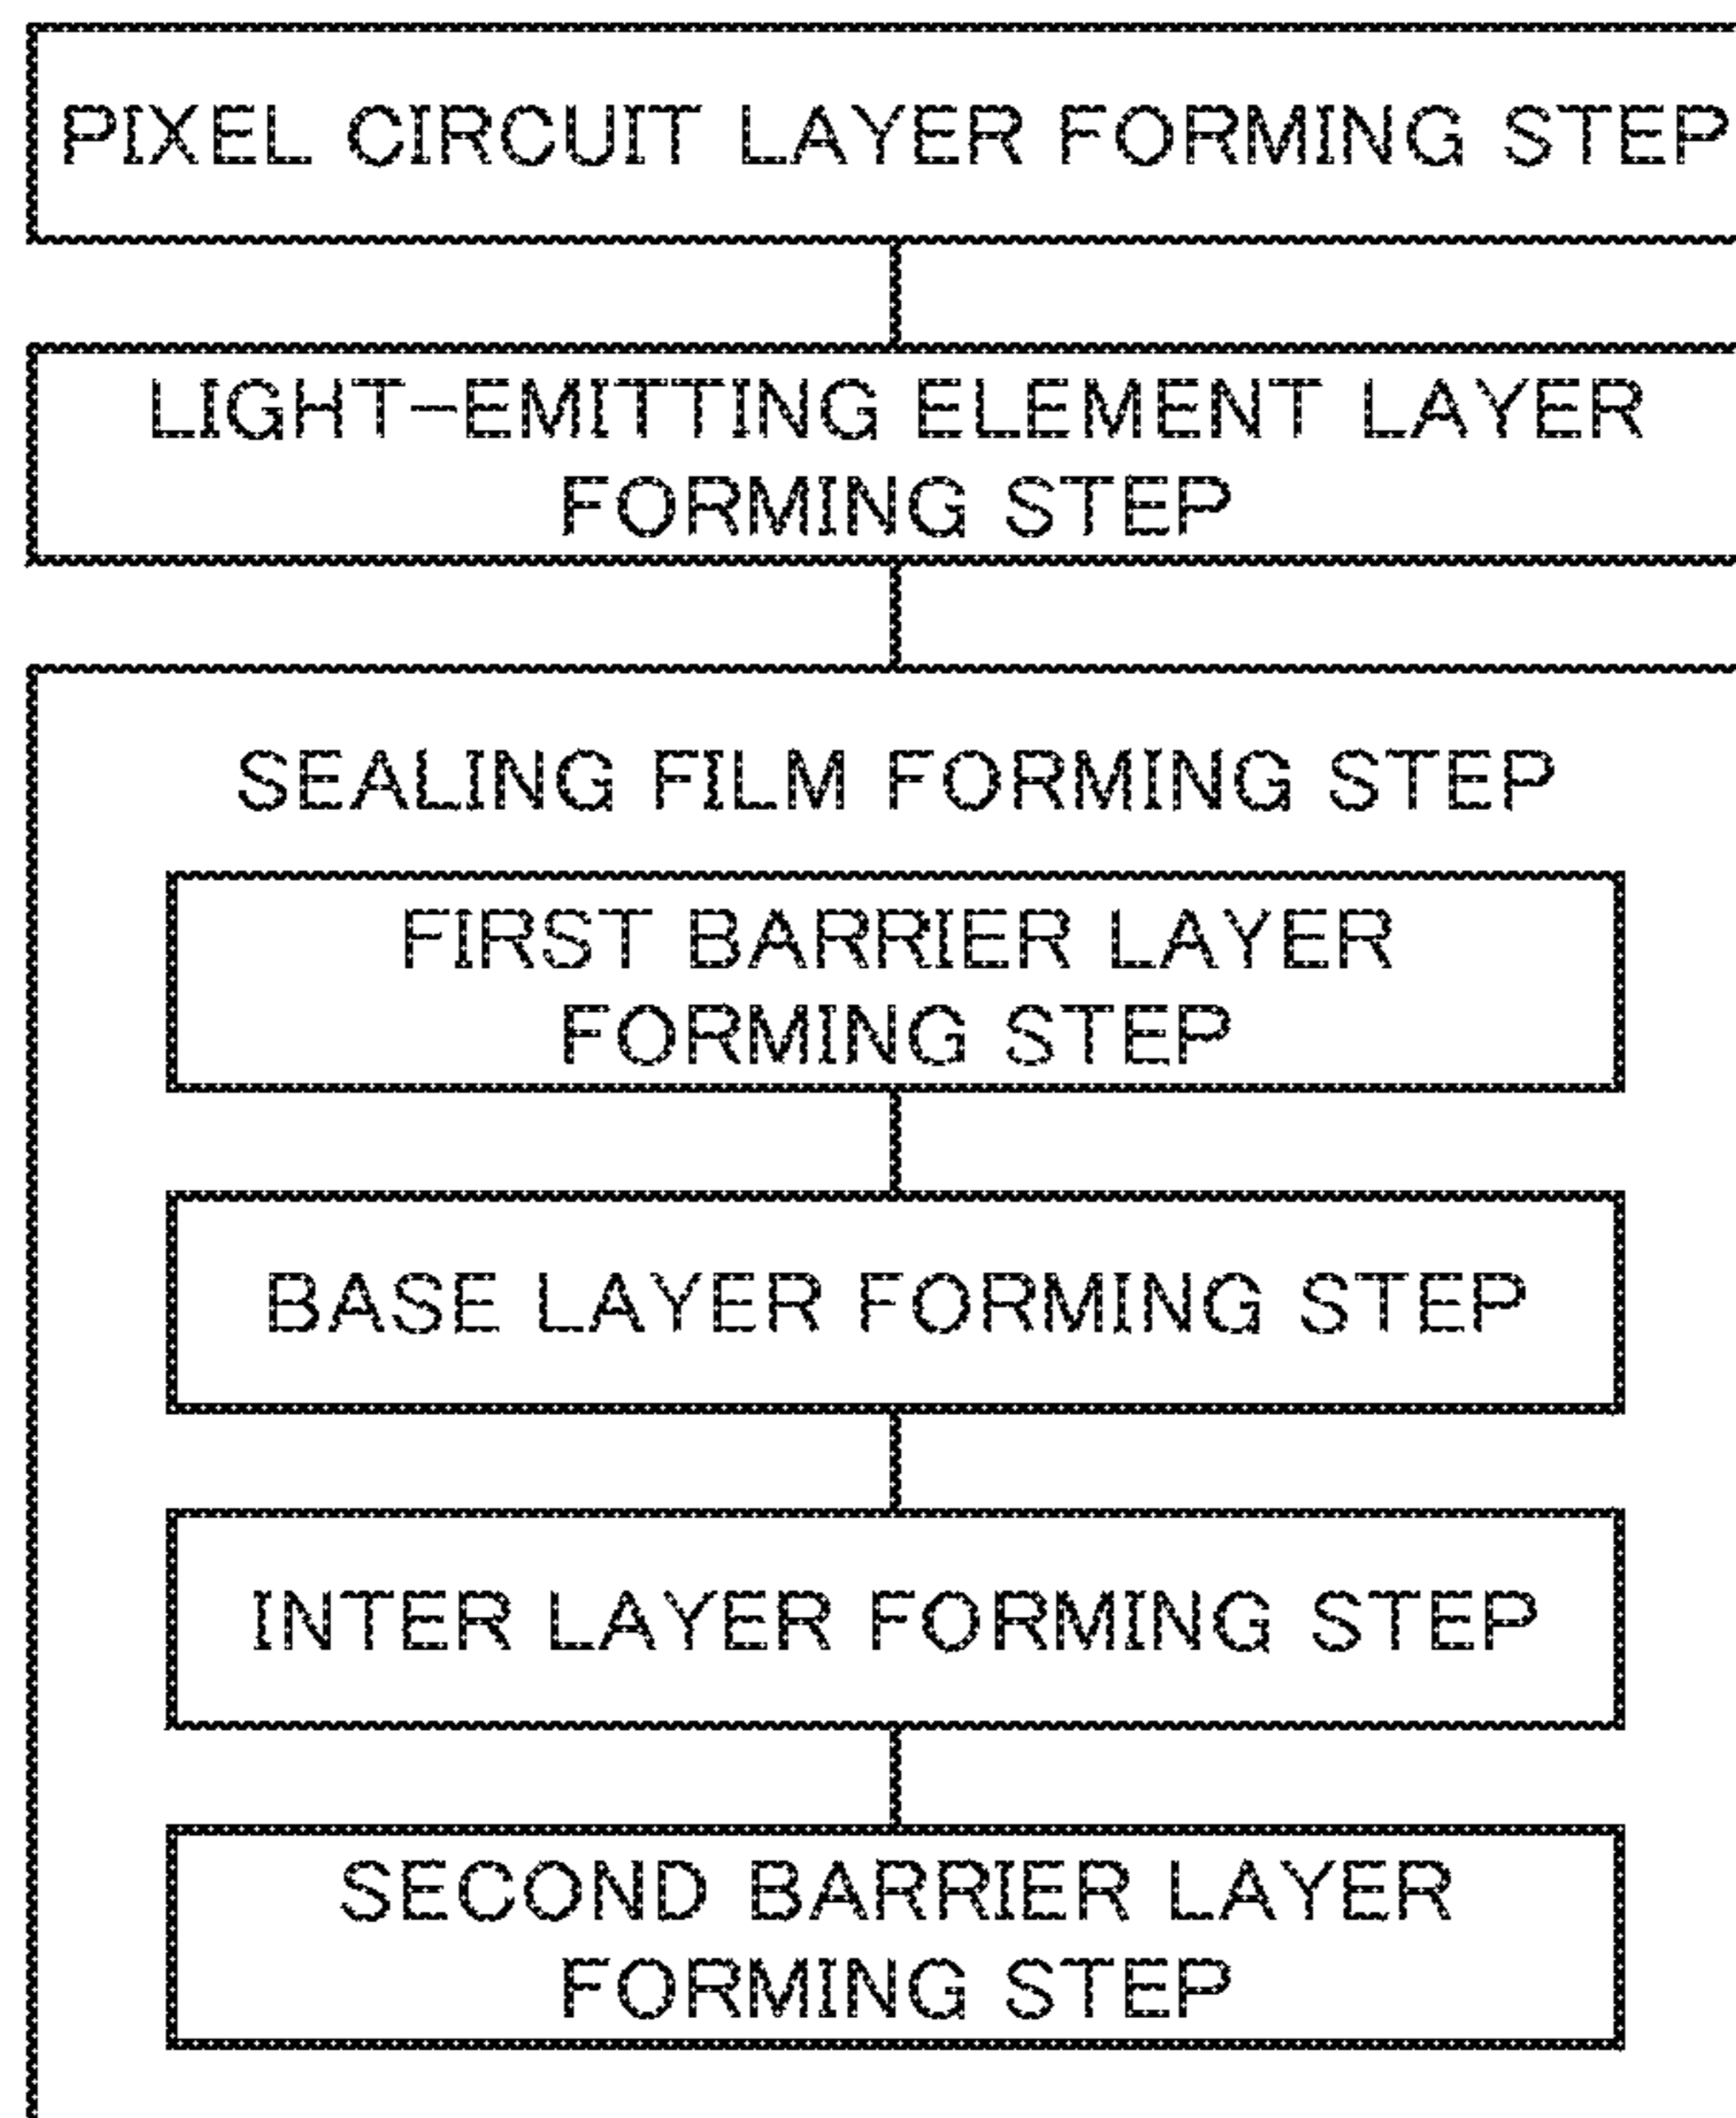 PIXEL CIRCUIT LAYER FORMING STEP
LIGHT-EMITTING ELEMENT LAYER
FORMING STEP
SEALING FILM FORMING STEP
FIRST BARRIER LAYER
FORMING STEP
BASE LAYER FORMING STEP
INTER LAYER FORMING STEP
SECOND BARRIER LAYER
FORMING STEP